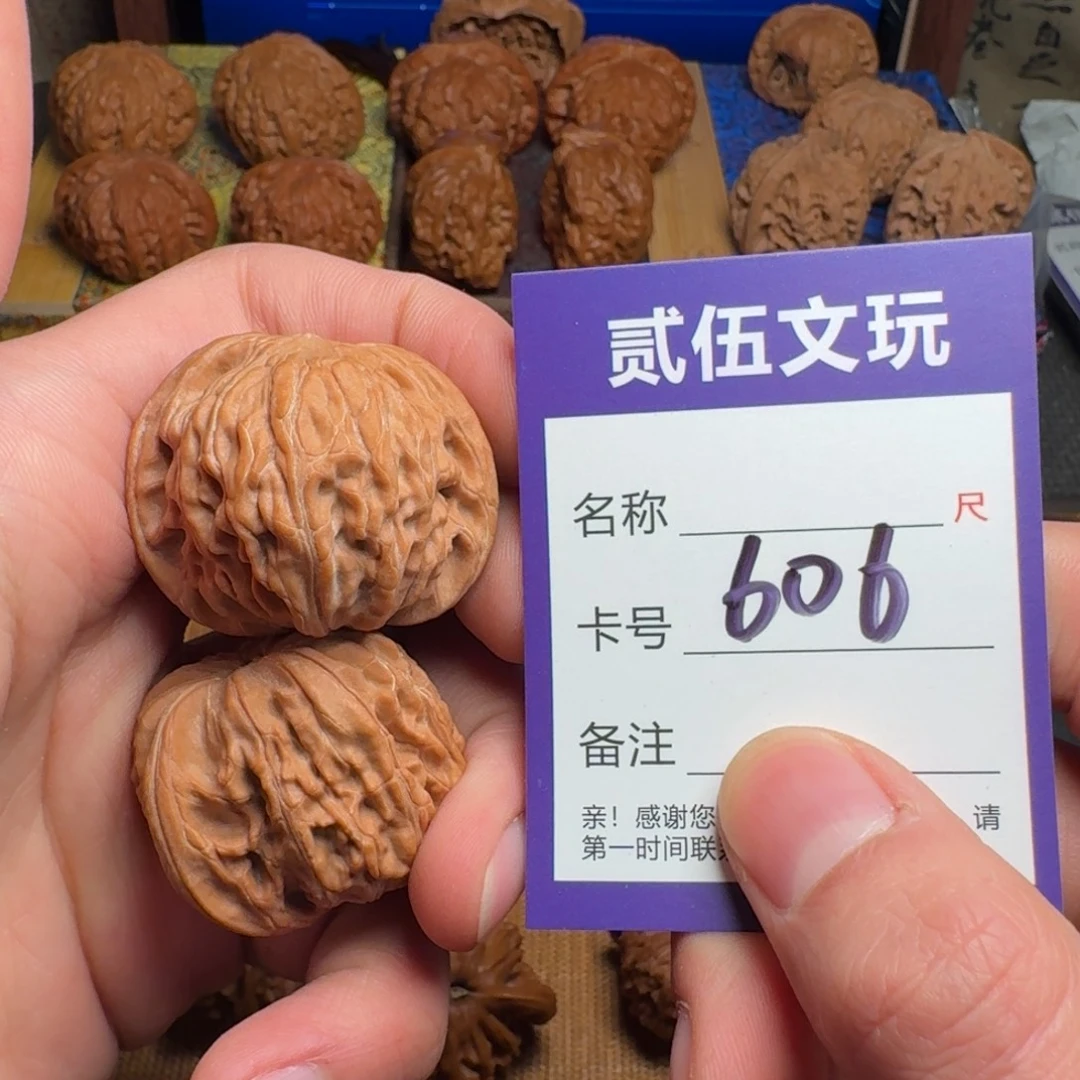 贰伍文玩
名称 尺
卡号 606
备注
亲！感谢您 请
第一时间联